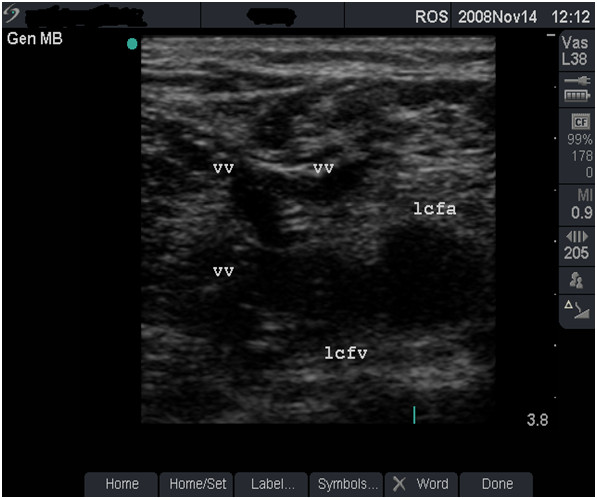 ROS 2008Nov14 12:12
Gen MB
Vas
L38
CF
99%
178
0
MI
0.9
205
vv vv
lcfa
vv
lcfv
3.8
Home Home/Set Label... Symbols... X Word Done